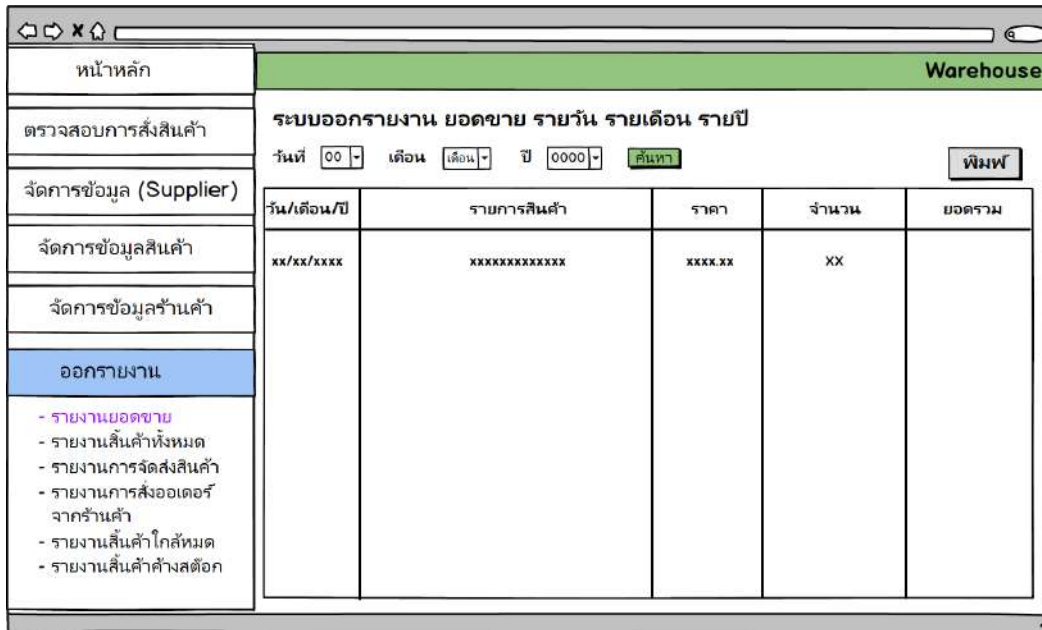 หน้าหลัก
Warehouse
ตรวจสอบการสั่งสินค้า
จัดการข้อมูล (Supplier)
จัดการข้อมูลสินค้า
จัดการข้อมูลร้านค้า
ออกรายงาน
- รายงานยอดขาย
- รายงานสิ้นค้าทั้งหมด
- รายงานการจัดส่งสินค้า
- รายงานการสั่งออเดอร์
จากร้านค้า
- รายงานสิ้นค้าใกล้หมด
- รายงานสิ้นค้าค้างสต๊อก
ระบบออกรายงาน ยอดขาย รายวัน รายเดือน รายปี
วันที่ 00 เดือน เดือน ปี 0000 ค้นหา
พิมพ์
วัน/เดือน/ปี รายการสินค้า ราคา จำนวน ยอดรวม
xx/xx/xxxx xxxxxxxxxxxxx xxxx.xx XX